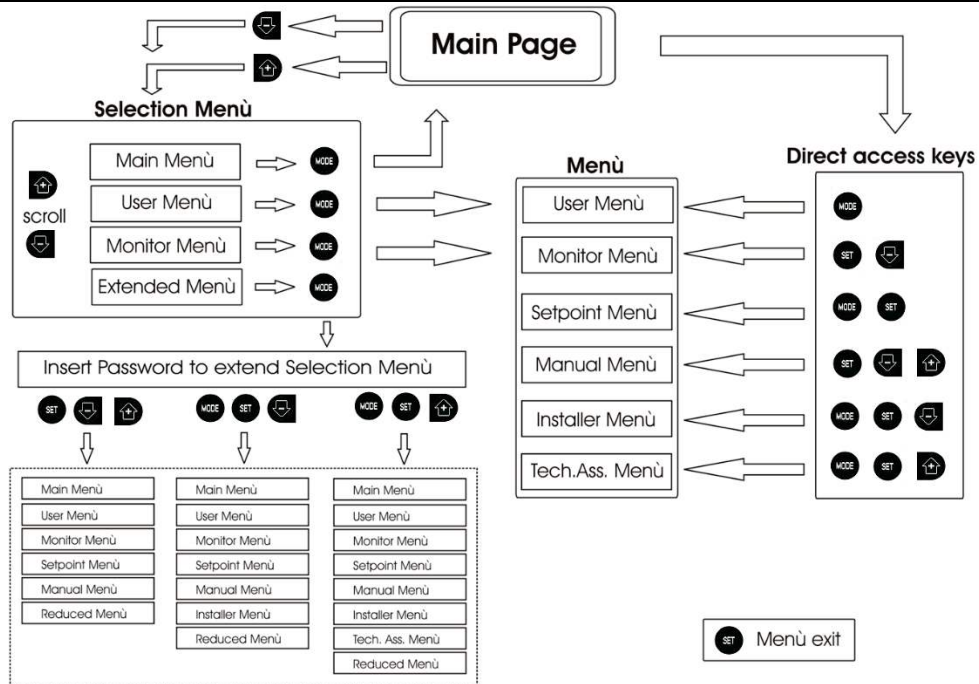 Main Page
Selection Menù
scroll
Main Menù
MODE
User Menù
MODE
Monitor Menù
MODE
Extended Menù
MODE
Insert Password to extend Selection Menù
SET
MODE SET
MODE SET
Main Menù
User Menù
Monitor Menù
Setpoint Menù
Manual Menù
Reduced Menù
Main Menù
User Menù
Monitor Menù
Setpoint Menù
Manual Menù
Installer Menù
Reduced Menù
Main Menù
User Menù
Monitor Menù
Setpoint Menù
Manual Menù
Installer Menù
Tech. Ass. Menù
Reduced Menù
Menù
User Menù
Monitor Menù
Setpoint Menù
Manual Menù
Installer Menù
Tech.Ass. Menù
Direct access keys
MODE
SET
MODE SET
SET
MODE SET
MODE SET
SET Menù exit